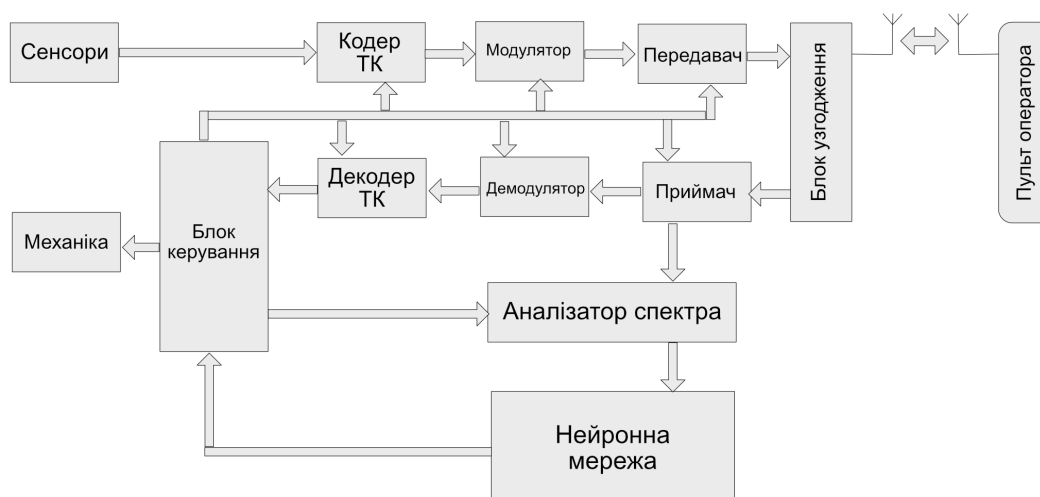 Сенсори
Кодер
ТК
Модулятор
Передавач
Блок узгодження
Пульт оператора
Декодер
ТК
Демодулятор
Приймач
Механіка
Блок
керування
Аналізатор спектра
Нейронна
мережа